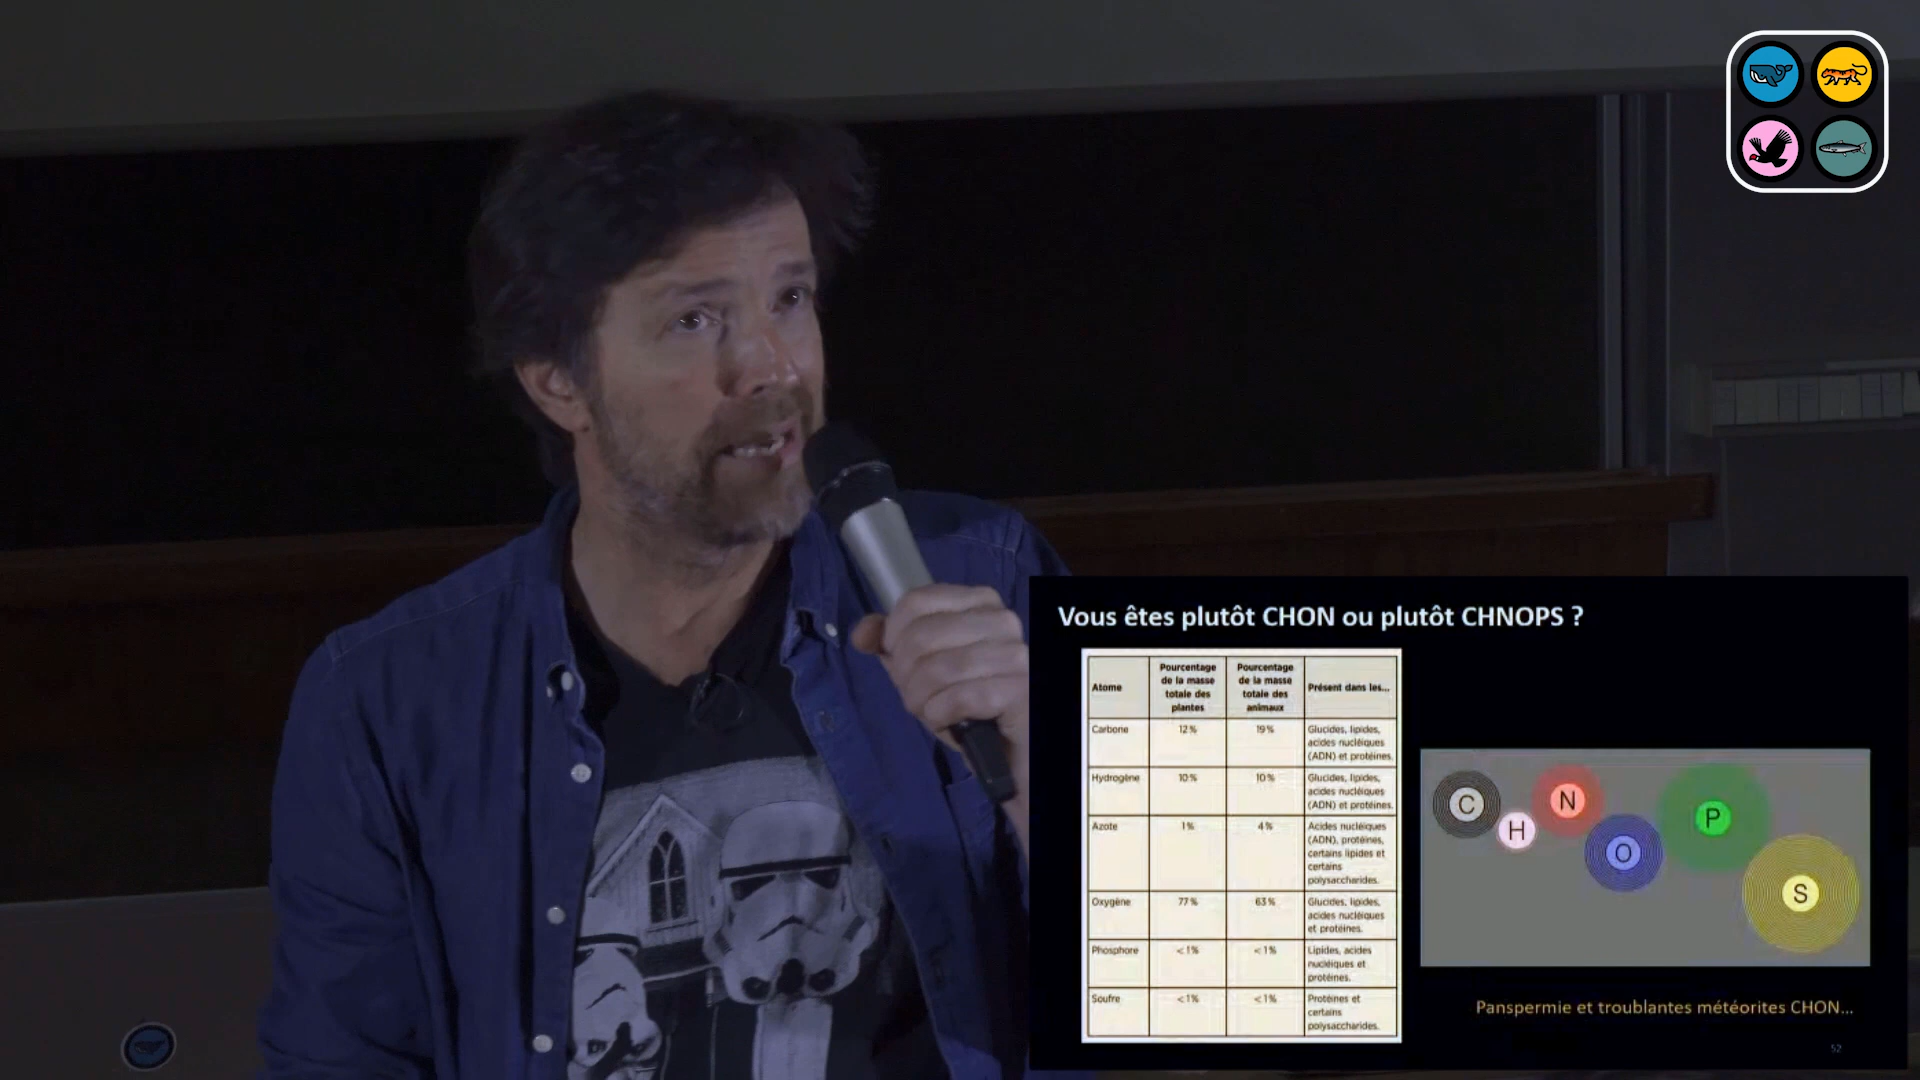 Vous êtes plutôt CHON ou plutôt CHNOPS ?
Atome
Pourcentage
de la masse
totale des
plantes
Pourcentage
de la masse
totale des
animaux
Présent dans les...
Carbone
12%
19%
Glucides, lipides,
acides nucléiques
(ADN) et protéines.
Hydrogène
10%
10%
Glucides, lipides,
acides nucléiques
(ADN) et protéines.
Azote
1%
4%
Acides nucléiques
(ADN), protéines,
certains lipides et
certains
polysaccharides.
Oxygène
77%
63%
Glucides, lipides,
acides nucléiques
et protéines.
Phosphore
<1%
<1%
Lipides, acides
nucléiques et
protéines.
Soufre
<1%
<1%
Protéines et
certains
polysaccharides.
C
H
N
O
P
S
Panspermie et troublantes météorites CHON...
52